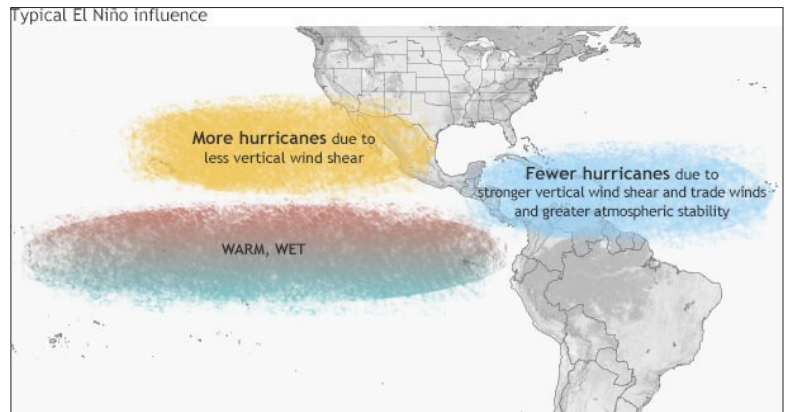 Typical El Niño influence
More hurricanes due to
less vertical wind shear
Fewer hurricanes due to
stronger vertical wind shear and trade winds
and greater atmospheric stability
WARM, WET